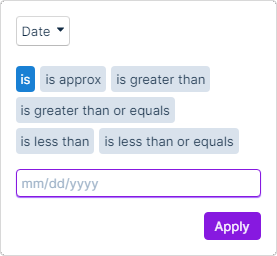 Date
is is approx is greater than
is greater than or equals
is less than is less than or equals
mm/dd/yyyy
Apply